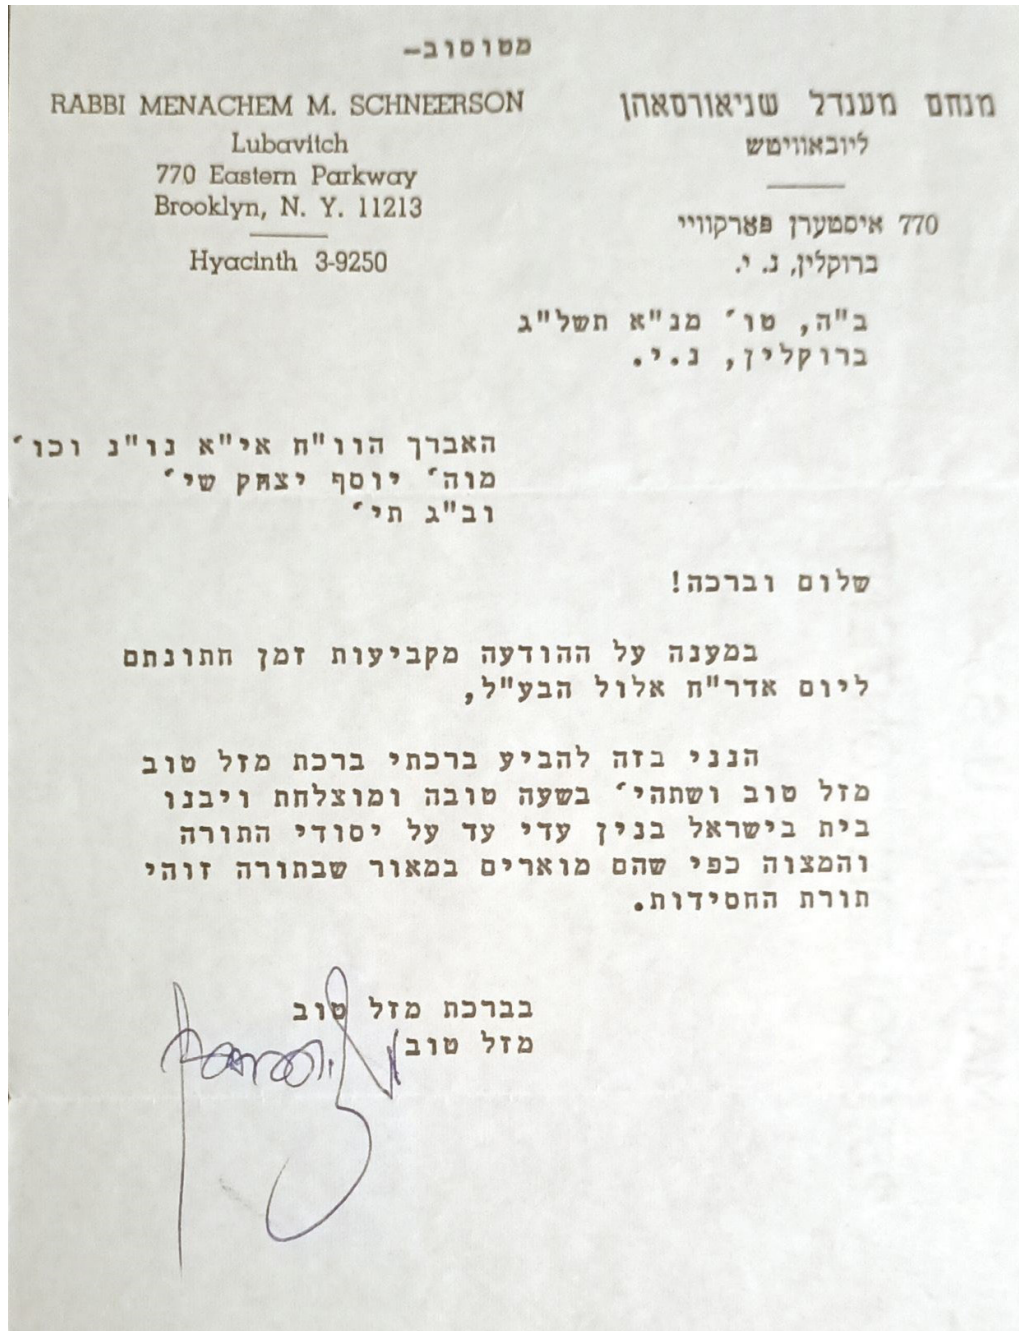 מטוסוב-
RABBI MENACHEM M. SCHNEERSON
Lubavitch
770 Eastern Parkway
Brooklyn, N. Y. 11213
Hyacinth 3-9250
מנחם מענדל שניאורסאהן
ליובאוויטש
770 איסטערן פארקוויי
ברוקלין, נ. י.
ב"ה, טו' מנ"א תשל"ג
ברוקלין, נ.י.
האברך הוו"ח אי"א נו"נ וכו'
מוה' יוסף יצחק שי'
וב"ג תי'
שלום וברכה!
במענה על ההודעה מקביעות זמן חתונתם
ליום אדר"ח אלול הבע"ל,
הנני בזה להביע ברכתי ברכת מזל טוב
מזל טוב ושתהי' בשעה טובה ומוצלחת ויבנו
בית בישראל בנין עדי עד על יסודי התורה
והמצוה כפי שהם מוארים במאור שבתורה זוהי
תורת החסידות.
בברכת מזל טוב
מזל טוב